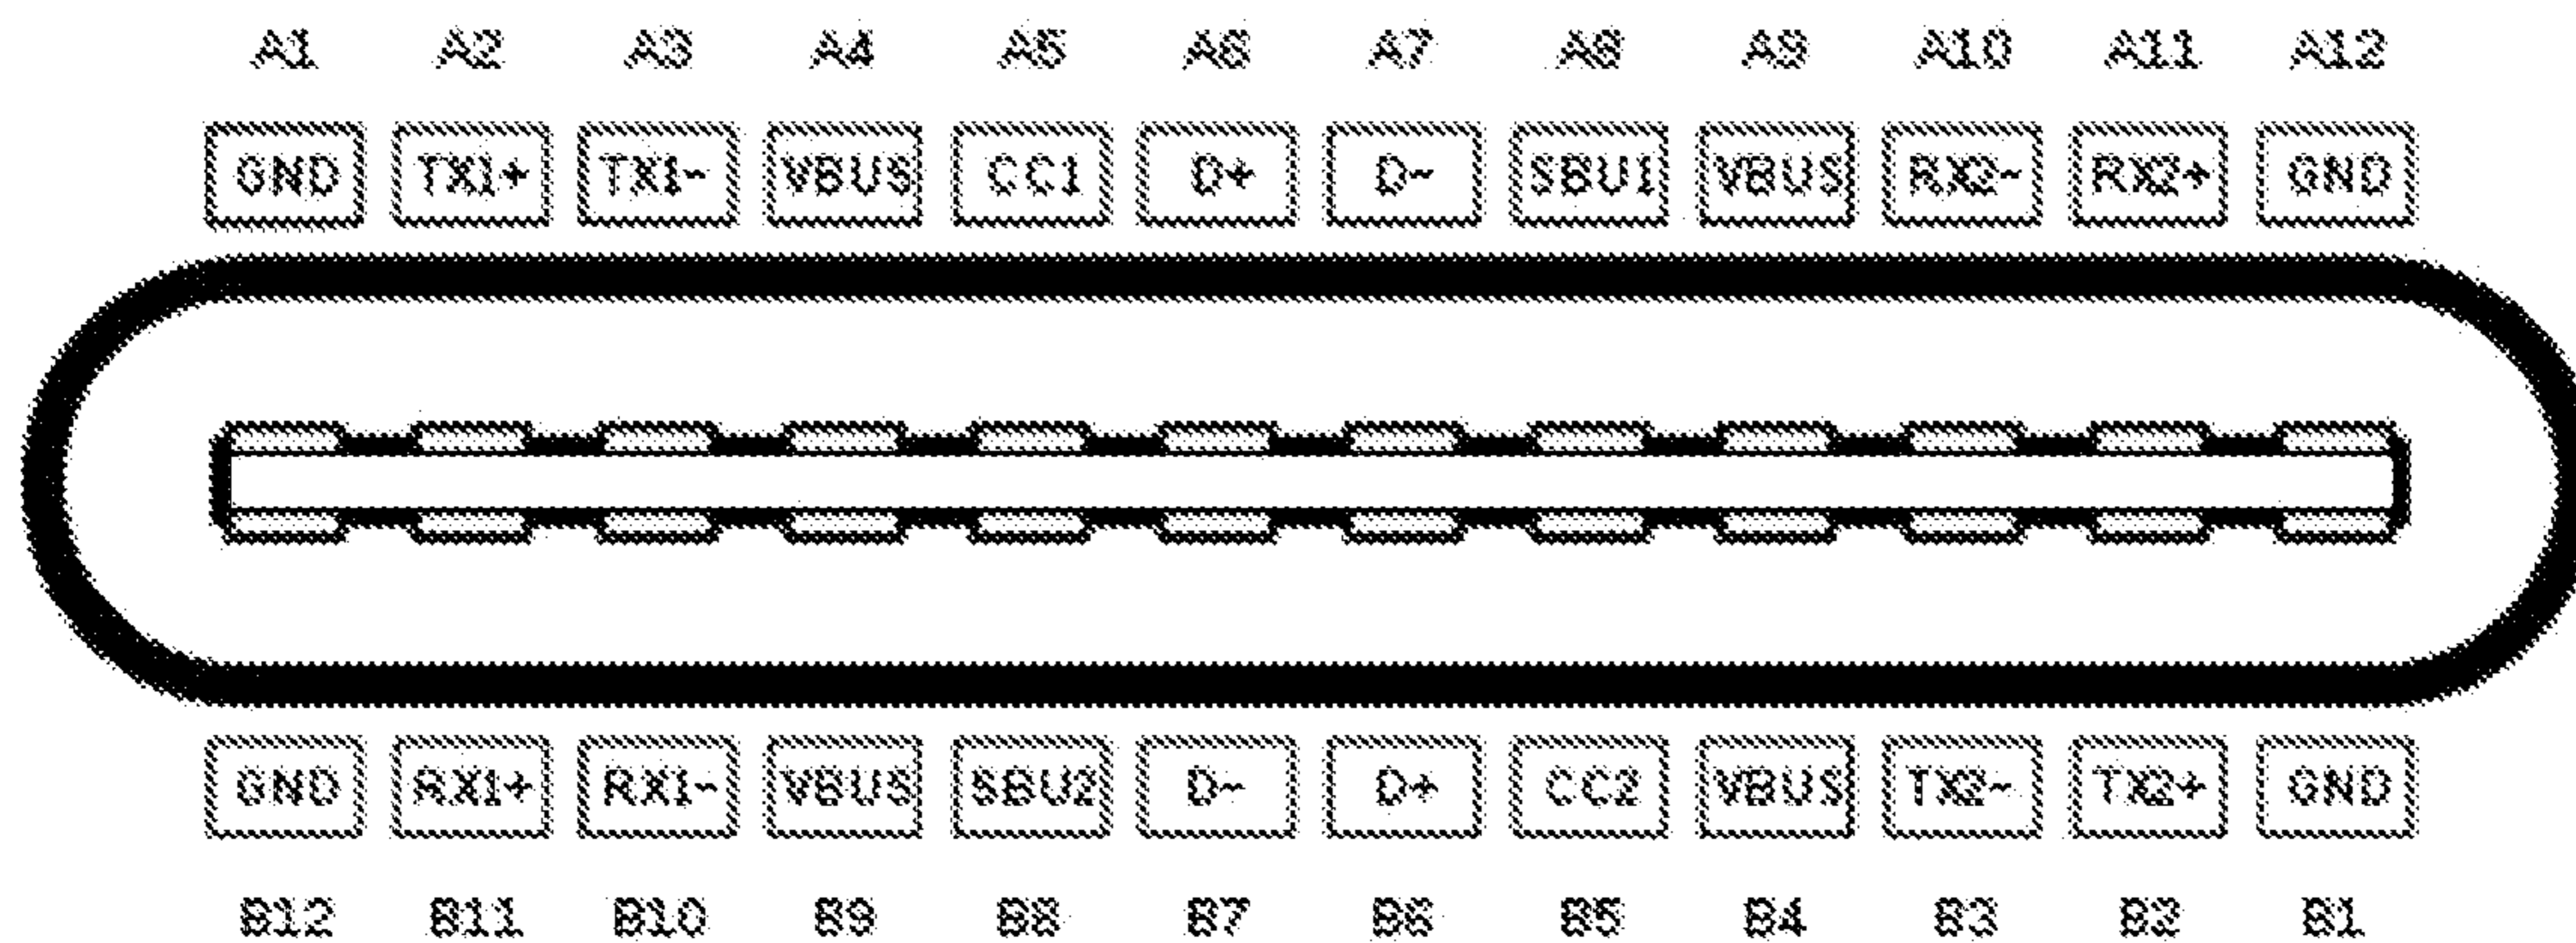 A1 A2 A3 A4 A5 A6 A7 A8 A9 A10 A11 A12
GND TX1+ TX1- VBUS CC1 D+ D- SBU1 VBUS RX2- RX2+ GND
GND RX1+ RX1- VBUS SBU2 D- D+ CC2 VBUS TX2- TX2+ GND
B12 B11 B10 B9 B8 B7 B6 B5 B4 B3 B2 B1